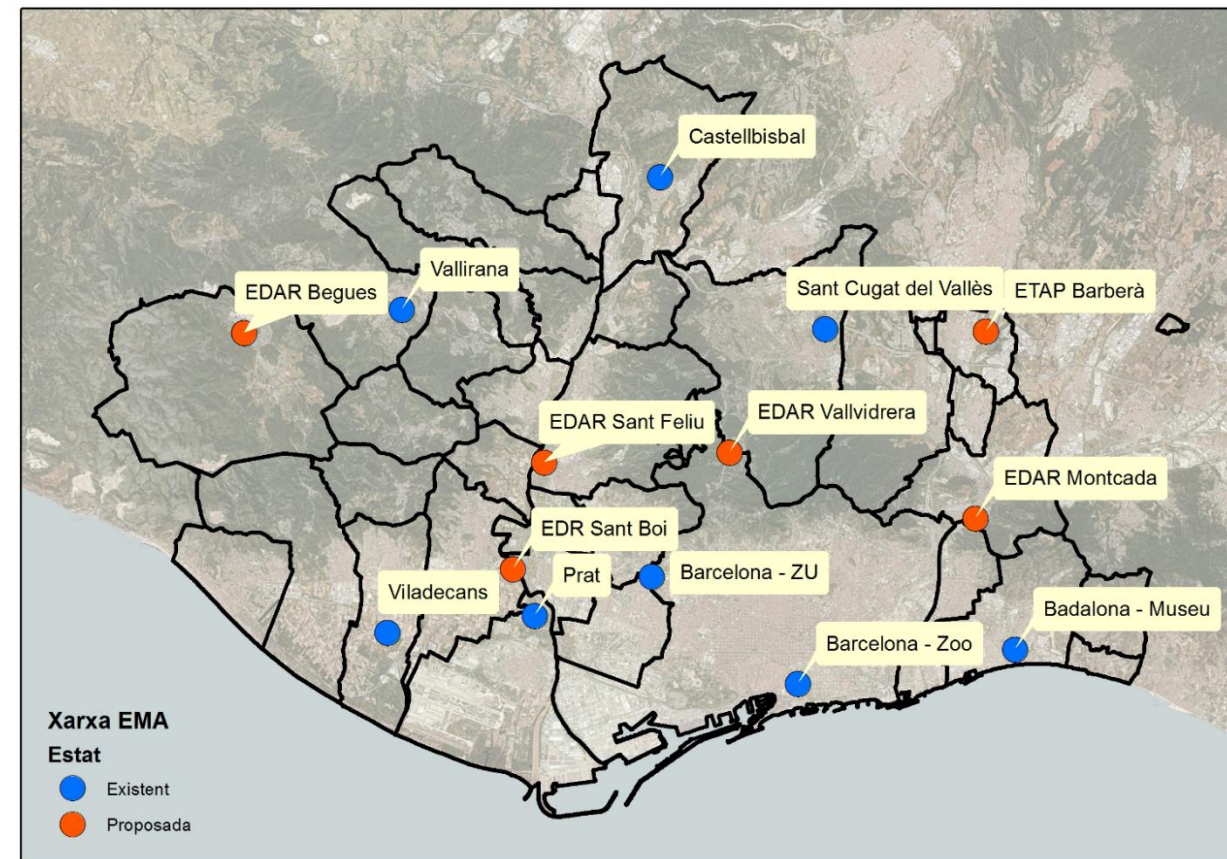 Castellbisbal
Vallirana
EDAR Begues
Sant Cugat del Vallès
ETAP Barberà
EDAR Sant Feliu
EDAR Vallvidrera
EDAR Montcada
EDR Sant Boi
Prat
Barcelona - ZU
Viladecans
Badalona - Museu
Barcelona - Zoo
Xarxa EMA
Estat
Existent
Proposada